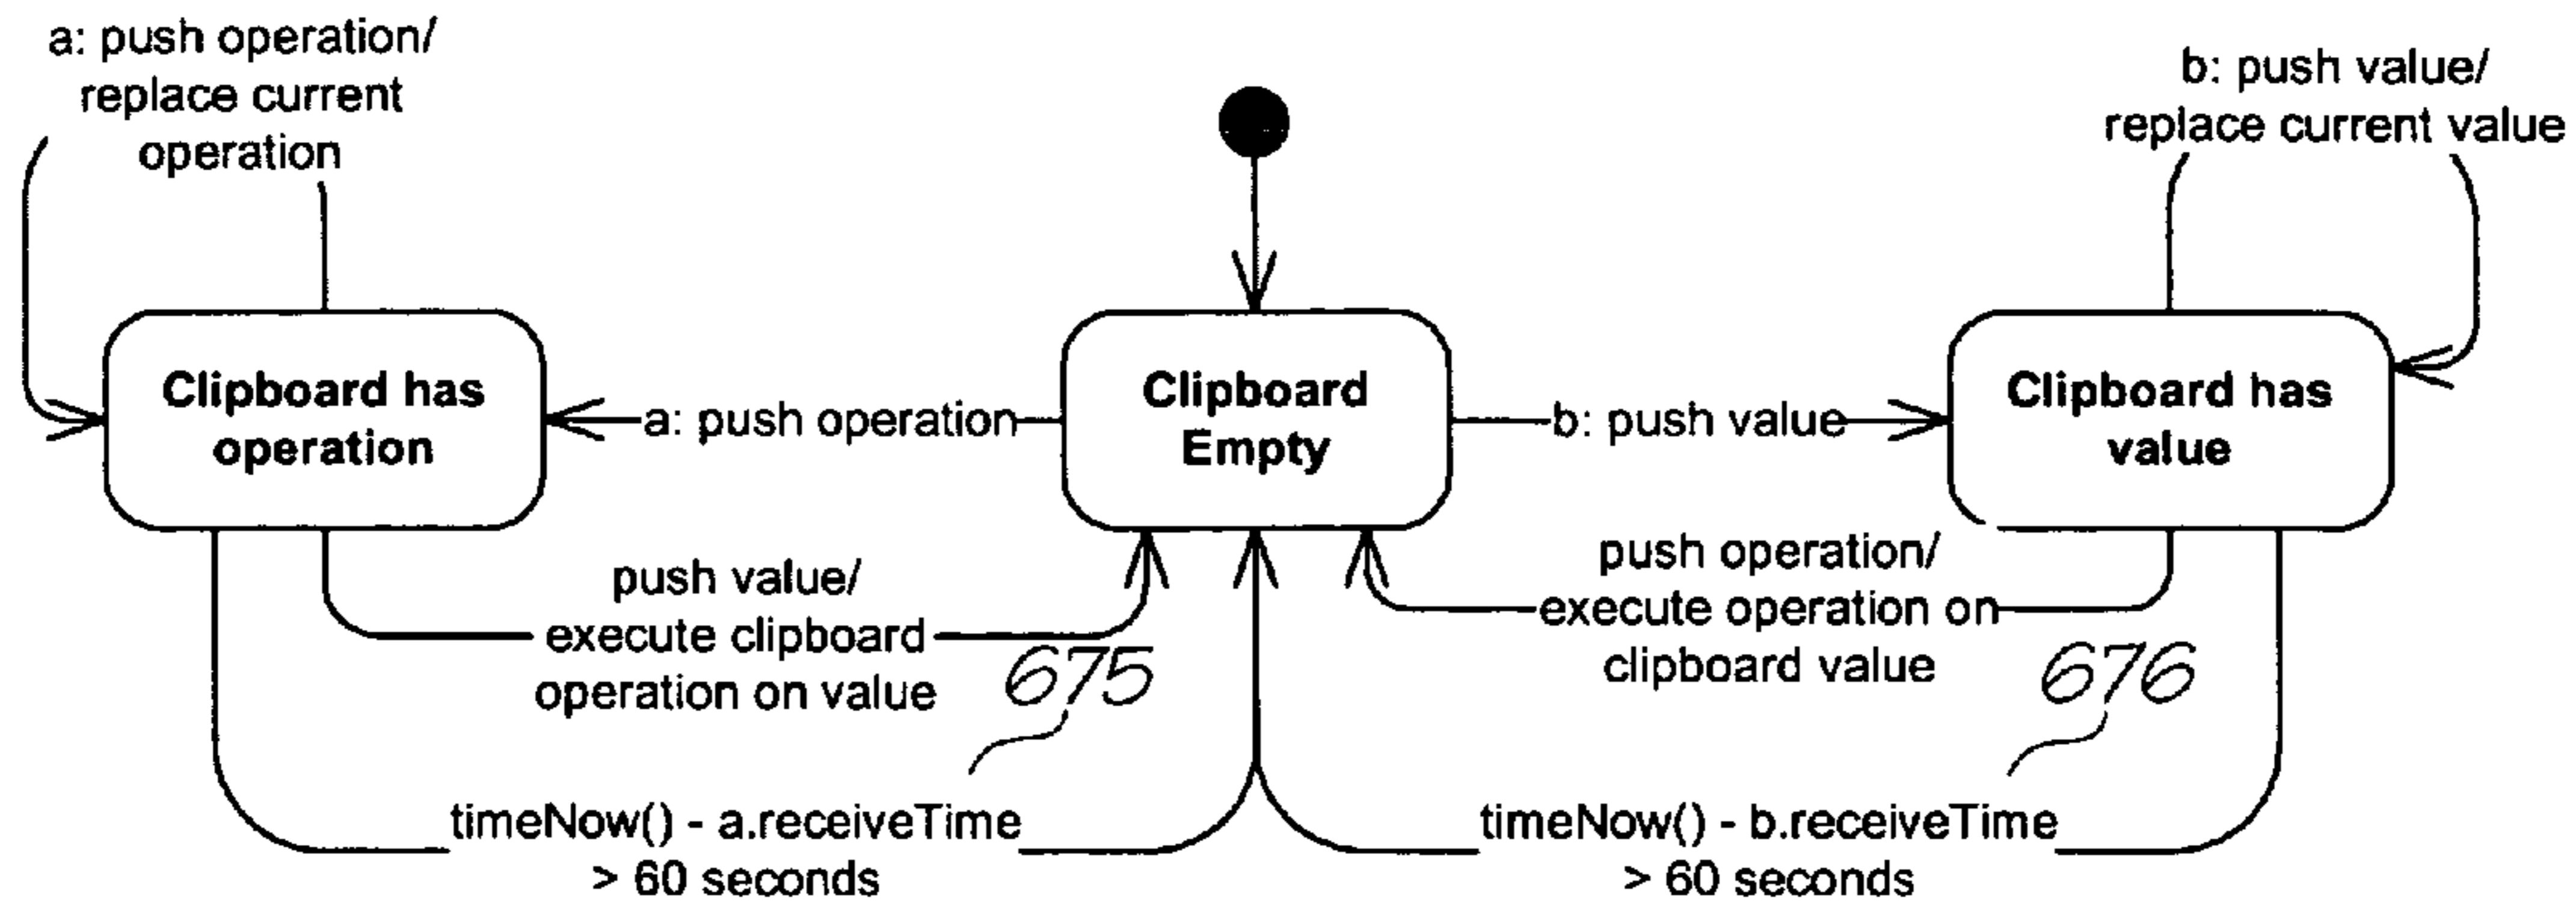 a: push operation/
replace current
operation
b: push value/
replace current value
Clipboard has
operation
a: push operation
Clipboard
Empty
b: push value
Clipboard has
value
push value/
execute clipboard
operation on value
675
push operation/
execute operation on
clipboard value
676
timeNow() - a.receiveTime
> 60 seconds
timeNow() - b.receiveTime
> 60 seconds